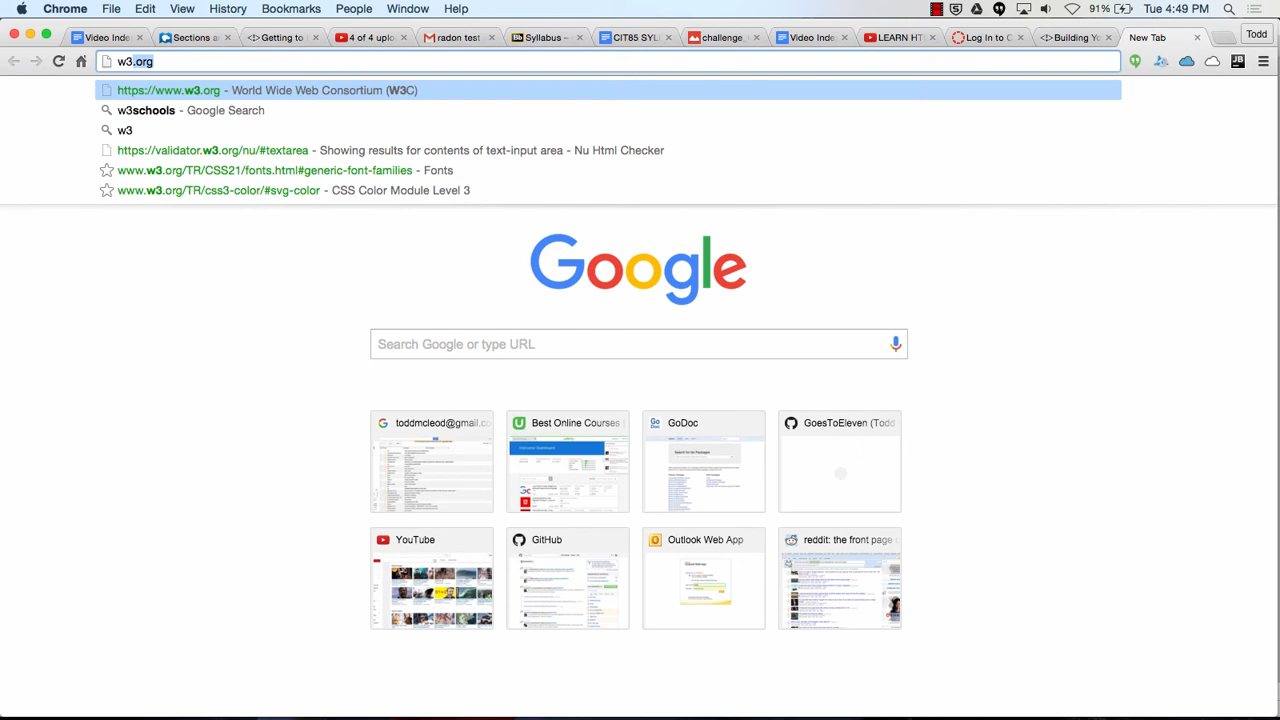 Chrome File Edit View History Bookmarks People Window Help 91% Tue 4:49 PM
Video Inde Sections a Getting to 4 of 4 uplo radon test Syllabus – CIT85 SYL challenge_ Video Inde LEARN HT Log In to C Building Yo New Tab Todd
w3.org
https://www.w3.org - World Wide Web Consortium (W3C)
w3schools - Google Search
w3
https://validator.w3.org/nu/#textarea - Showing results for contents of text-input area - Nu Html Checker
www.w3.org/TR/CSS21/fonts.html#generic-font-families - Fonts
www.w3.org/TR/css3-color/#svg-color - CSS Color Module Level 3
Google
Search Google or type URL
toddmcleod@gmail.co Best Online Courses GoDoc GoesToEleven (Todd
YouTube GitHub Outlook Web App reddit: the front page